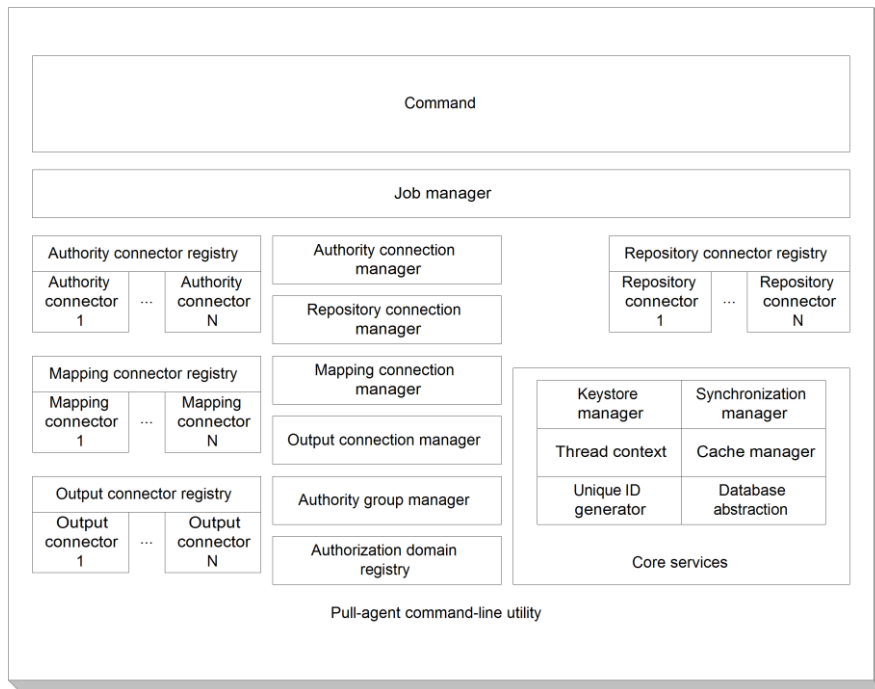 Command
Job manager
Authority connector registry
Authority
connector
1
...
Authority
connector
N
Authority connection
manager
Repository connector registry
Repository
connector
1
...
Repository
connector
N
Repository connection
manager
Mapping connector registry
Mapping
connector
1
...
Mapping
connector
N
Mapping connection
manager
Output connection manager
Keystore
manager
Synchronization
manager
Thread context
Cache manager
Unique ID
generator
Database
abstraction
Core services
Output connector registry
Output
connector
1
...
Output
connector
N
Authority group manager
Authorization domain
registry
Pull-agent command-line utility